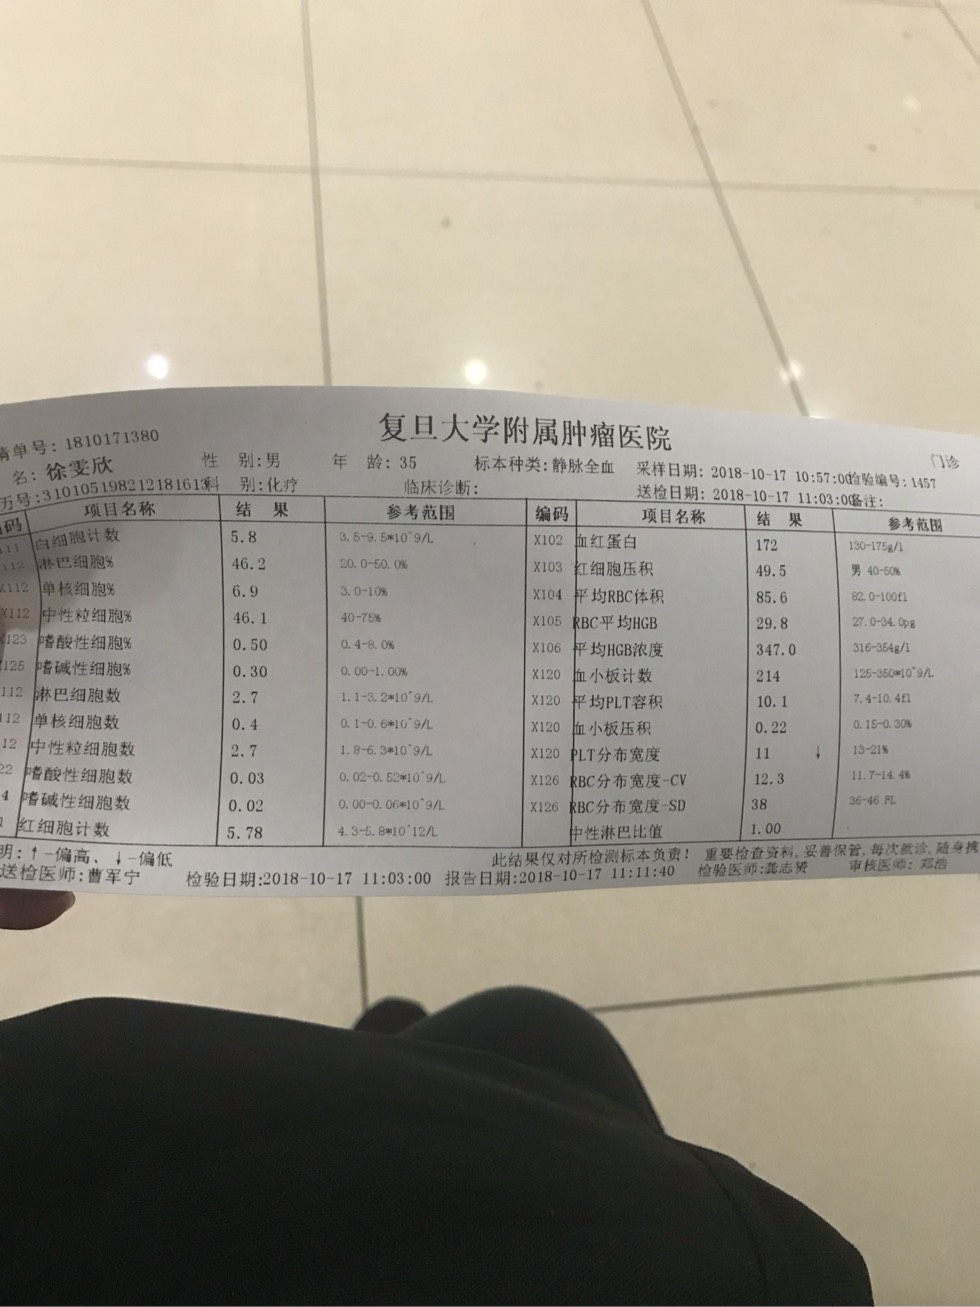 复旦大学附属肿瘤医院
请单号: 1810171380 门诊
名: 徐雯欣 性 别:男 年 龄: 35 标本种类:静脉全血 采样日期: 2018-10-17 10:57:00 检验编号: 1457
科 别:化疗 临床诊断: 送检日期: 2018-10-17 11:03:00 备注:
编码 项目名称 结 果 参考范围 编码 项目名称 结 果 参考范围
白细胞计数 5.8 3.5-9.5*10^9/L X102 血红蛋白 172 130-175g/l
淋巴细胞% 46.2 20.0-50.0% X103 红细胞压积 49.5 男 40-50%
X112 单核细胞% 6.9 3.0-10% X104 平均RBC体积 85.6 82.0-100fl
X112 中性粒细胞% 46.1 40-75% X105 RBC平均HGB 29.8 27.0-34.0pg
X123 嗜酸性细胞% 0.50 0.4-8.0% X106 平均HGB浓度 347.0 316-354g/l
X125 嗜碱性细胞% 0.30 0.00-1.00% X120 血小板计数 214 125-350*10^9/L
112 淋巴细胞数 2.7 1.1-3.2*10^9/L X120 平均PLT容积 10.1 7.4-10.4fl
112 单核细胞数 0.4 0.1-0.6*10^9/L X120 血小板压积 0.22 0.15-0.30%
12 中性粒细胞数 2.7 1.8-6.3*10^9/L X120 PLT分布宽度 11 ↓ 13-21%
22 嗜酸性细胞数 0.03 0.02-0.52*10^9/L X126 RBC分布宽度-CV 12.3 11.7-14.4%
4 嗜碱性细胞数 0.02 0.00-0.06*10^9/L X126 RBC分布宽度-SD 38 36-46 FL
红细胞计数 5.78 4.3-5.8*10^12/L 中性淋巴比值 1.00
明: ↑-偏高、↓-偏低 此结果仅对所检测标本负责! 重要检查资料, 妥善保管, 每次就诊, 随身携
送检医师:曹军宁 检验日期:2018-10-17 11:03:00 报告日期:2018-10-17 11:11:40 检验医师:龚志赟 审核医师: 郑浩